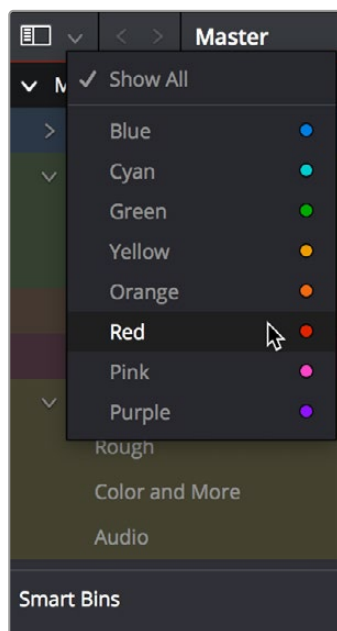 Master
M
Show All
Blue
Cyan
Green
Yellow
Orange
Red
Pink
Purple
Rough
Color and More
Audio
Smart Bins